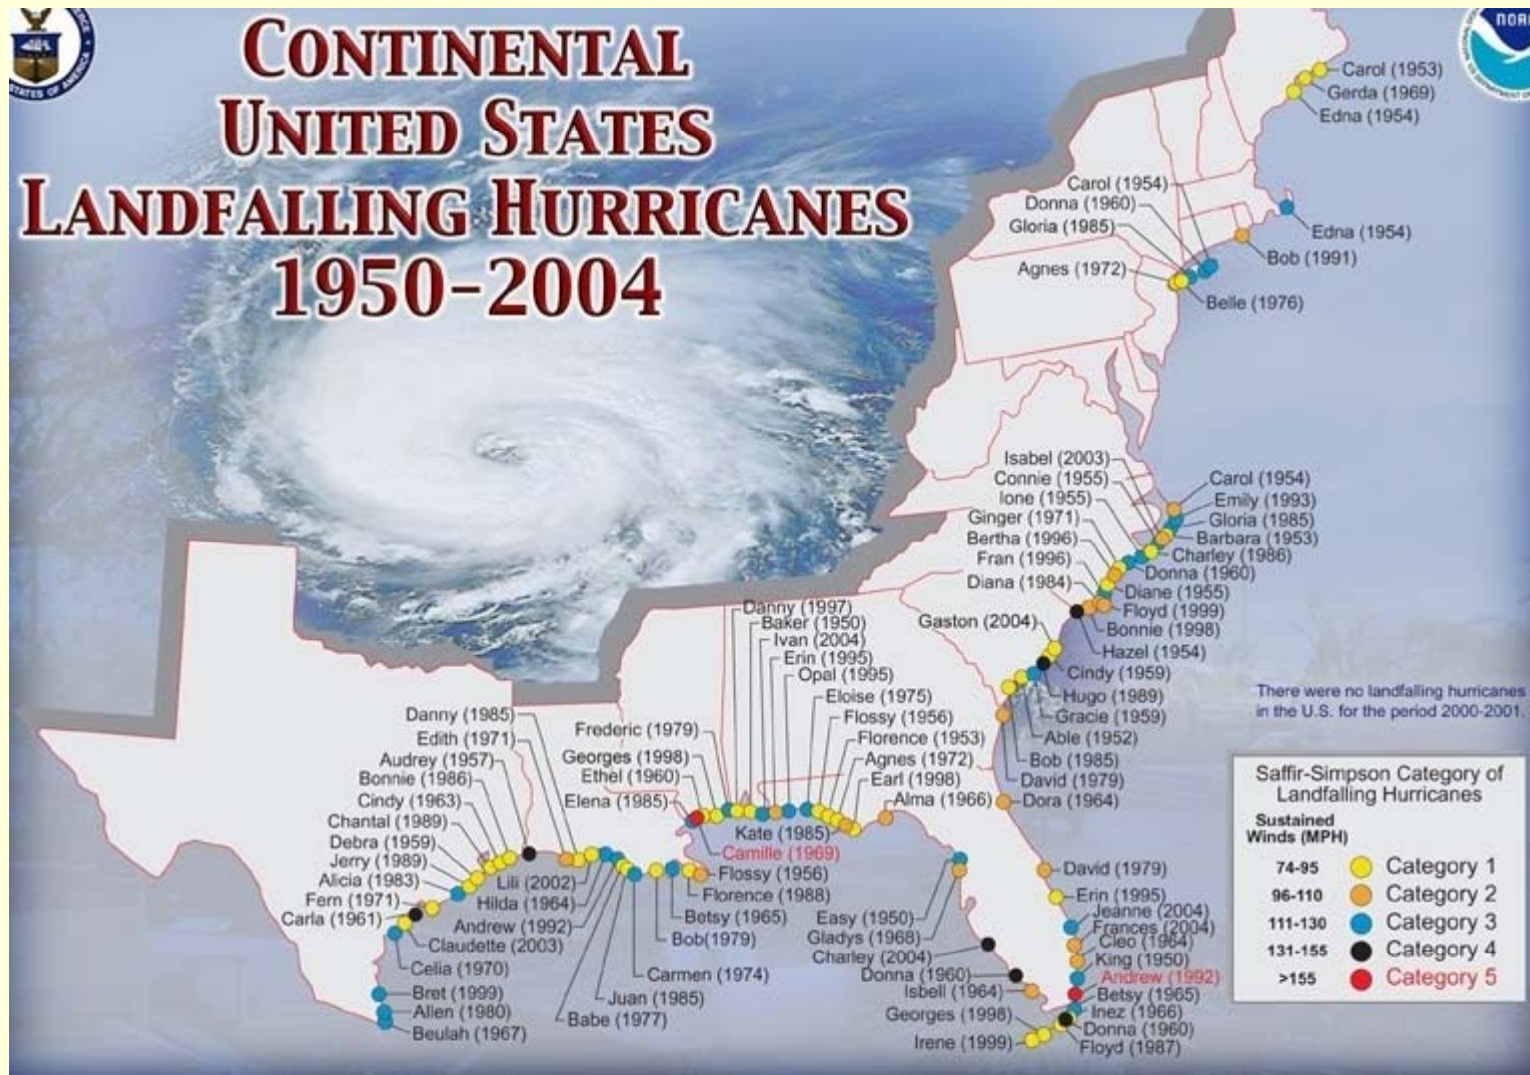 CONTINENTAL
UNITED STATES
LANDFALLING HURRICANES
1950-2004
STATES OF AMERICA
Carol (1953)
Gerda (1969)
Edna (1954)
Carol (1954)
Donna (1960)
Gloria (1985)
Agnes (1972)
Edna (1954)
Bob (1991)
Belle (1976)
Isabel (2003)
Connie (1955)
Ione (1955)
Ginger (1971)
Bertha (1996)
Fran (1996)
Diana (1984)
Gaston (2004)
Carol (1954)
Emily (1993)
Gloria (1985)
Barbara (1953)
Charley (1986)
Donna (1960)
Diane (1955)
Floyd (1999)
Bonnie (1998)
Hazel (1954)
Cindy (1959)
Hugo (1989)
Gracie (1959)
Able (1952)
Bob (1985)
David (1979)
Dora (1964)
Danny (1997)
Baker (1950)
Ivan (2004)
Erin (1995)
Opal (1995)
Eloise (1975)
Flossy (1956)
Florence (1953)
Agnes (1972)
Earl (1998)
Alma (1966)
Kate (1985)
Frederic (1979)
Georges (1998)
Ethel (1960)
Elena (1985)
Camille (1969)
Flossy (1956)
Florence (1988)
Betsy (1965)
Bob(1979)
Carmen (1974)
Juan (1985)
Babe (1977)
Andrew (1992)
Hilda (1964)
Lili (2002)
Danny (1985)
Edith (1971)
Audrey (1957)
Bonnie (1986)
Cindy (1963)
Chantal (1989)
Debra (1959)
Jerry (1989)
Alicia (1983)
Fern (1971)
Carla (1961)
Claudette (2003)
Celia (1970)
Bret (1999)
Allen (1980)
Beulah (1967)
Easy (1950)
Gladys (1968)
Charley (2004)
Donna (1960)
Isbell (1964)
Georges (1998)
Irene (1999)
David (1979)
Erin (1995)
Jeanne (2004)
Frances (2004)
Cleo (1964)
King (1950)
Andrew (1992)
Betsy (1965)
Inez (1966)
Donna (1960)
Floyd (1987)
There were no landfalling hurricanes
in the U.S. for the period 2000-2001.
Saffir-Simpson Category of
Landfalling Hurricanes
Sustained
Winds (MPH)
74-95 Category 1
96-110 Category 2
111-130 Category 3
131-155 Category 4
>155 Category 5